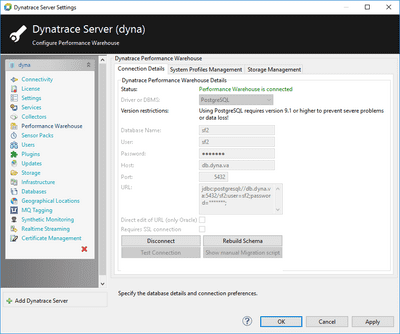 Dynatrace Server Settings
Dynatrace Server (dyna)
Configure Performance Warehouse
dyna
Connectivity
License
Settings
Services
Collectors
Performance Warehouse
Sensor Packs
Users
Plugins
Updates
Storage
Infrastructure
Databases
Geographical Locations
MQ Tagging
Synthetic Monitoring
Realtime Streaming
Certificate Management
Add Dynatrace Server
Dynatrace Performance Warehouse
Connection Details
System Profiles Management
Storage Management
Dynatrace Performance Warehouse Details
Status: Performance Warehouse is connected
Driver or DBMS: PostgreSQL
Version restrictions: Using PostgreSQL requires version 9.1 or higher to prevent severe problems
or data loss!
Database Name: sf2
User: sf2
Password: *******
Host: db.dyna.va
Port: 5432
URL: jdbc:postgresql://db.dyna.v
a:5432/sf2?user=sf2;passwor
d="******";
Direct edit of URL (only Oracle)
Requires SSL connection
Disconnect
Rebuild Schema
Test Connection
Show manual Migration script
Specify the database details and connection preferences.
?
OK
Cancel
Apply